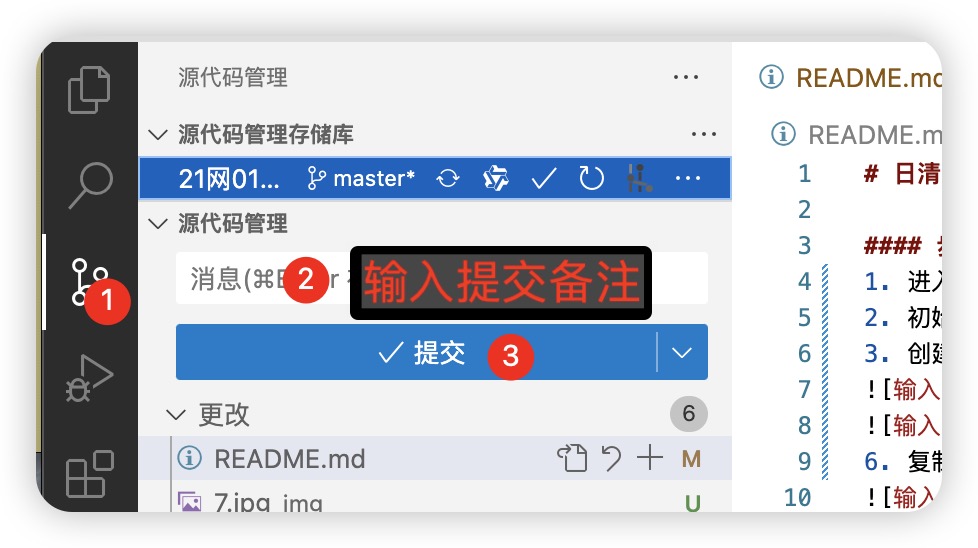 源代码管理
README.md
源代码管理存储库
README.m
21网01... master*
源代码管理
消息(⌘E
2
输入提交备注
1
提交
3
更改
6
README.md
M
7.jpg img
U
1 # 日清
2
3 ####
4 1. 进入
5 2. 初始
6 3. 创建
7 ![输入
8 ![输入
9 6. 复制
10 ![输入